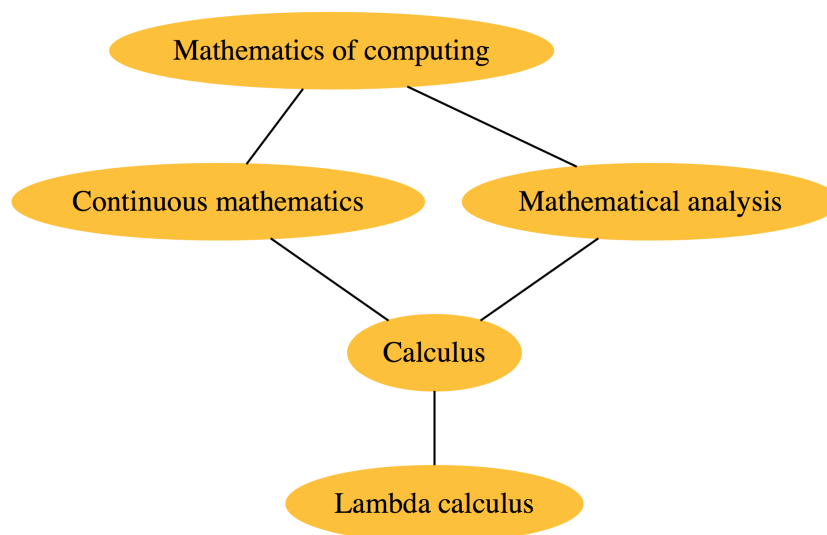 Mathematics of computing
Continuous mathematics
Mathematical analysis
Calculus
Lambda calculus